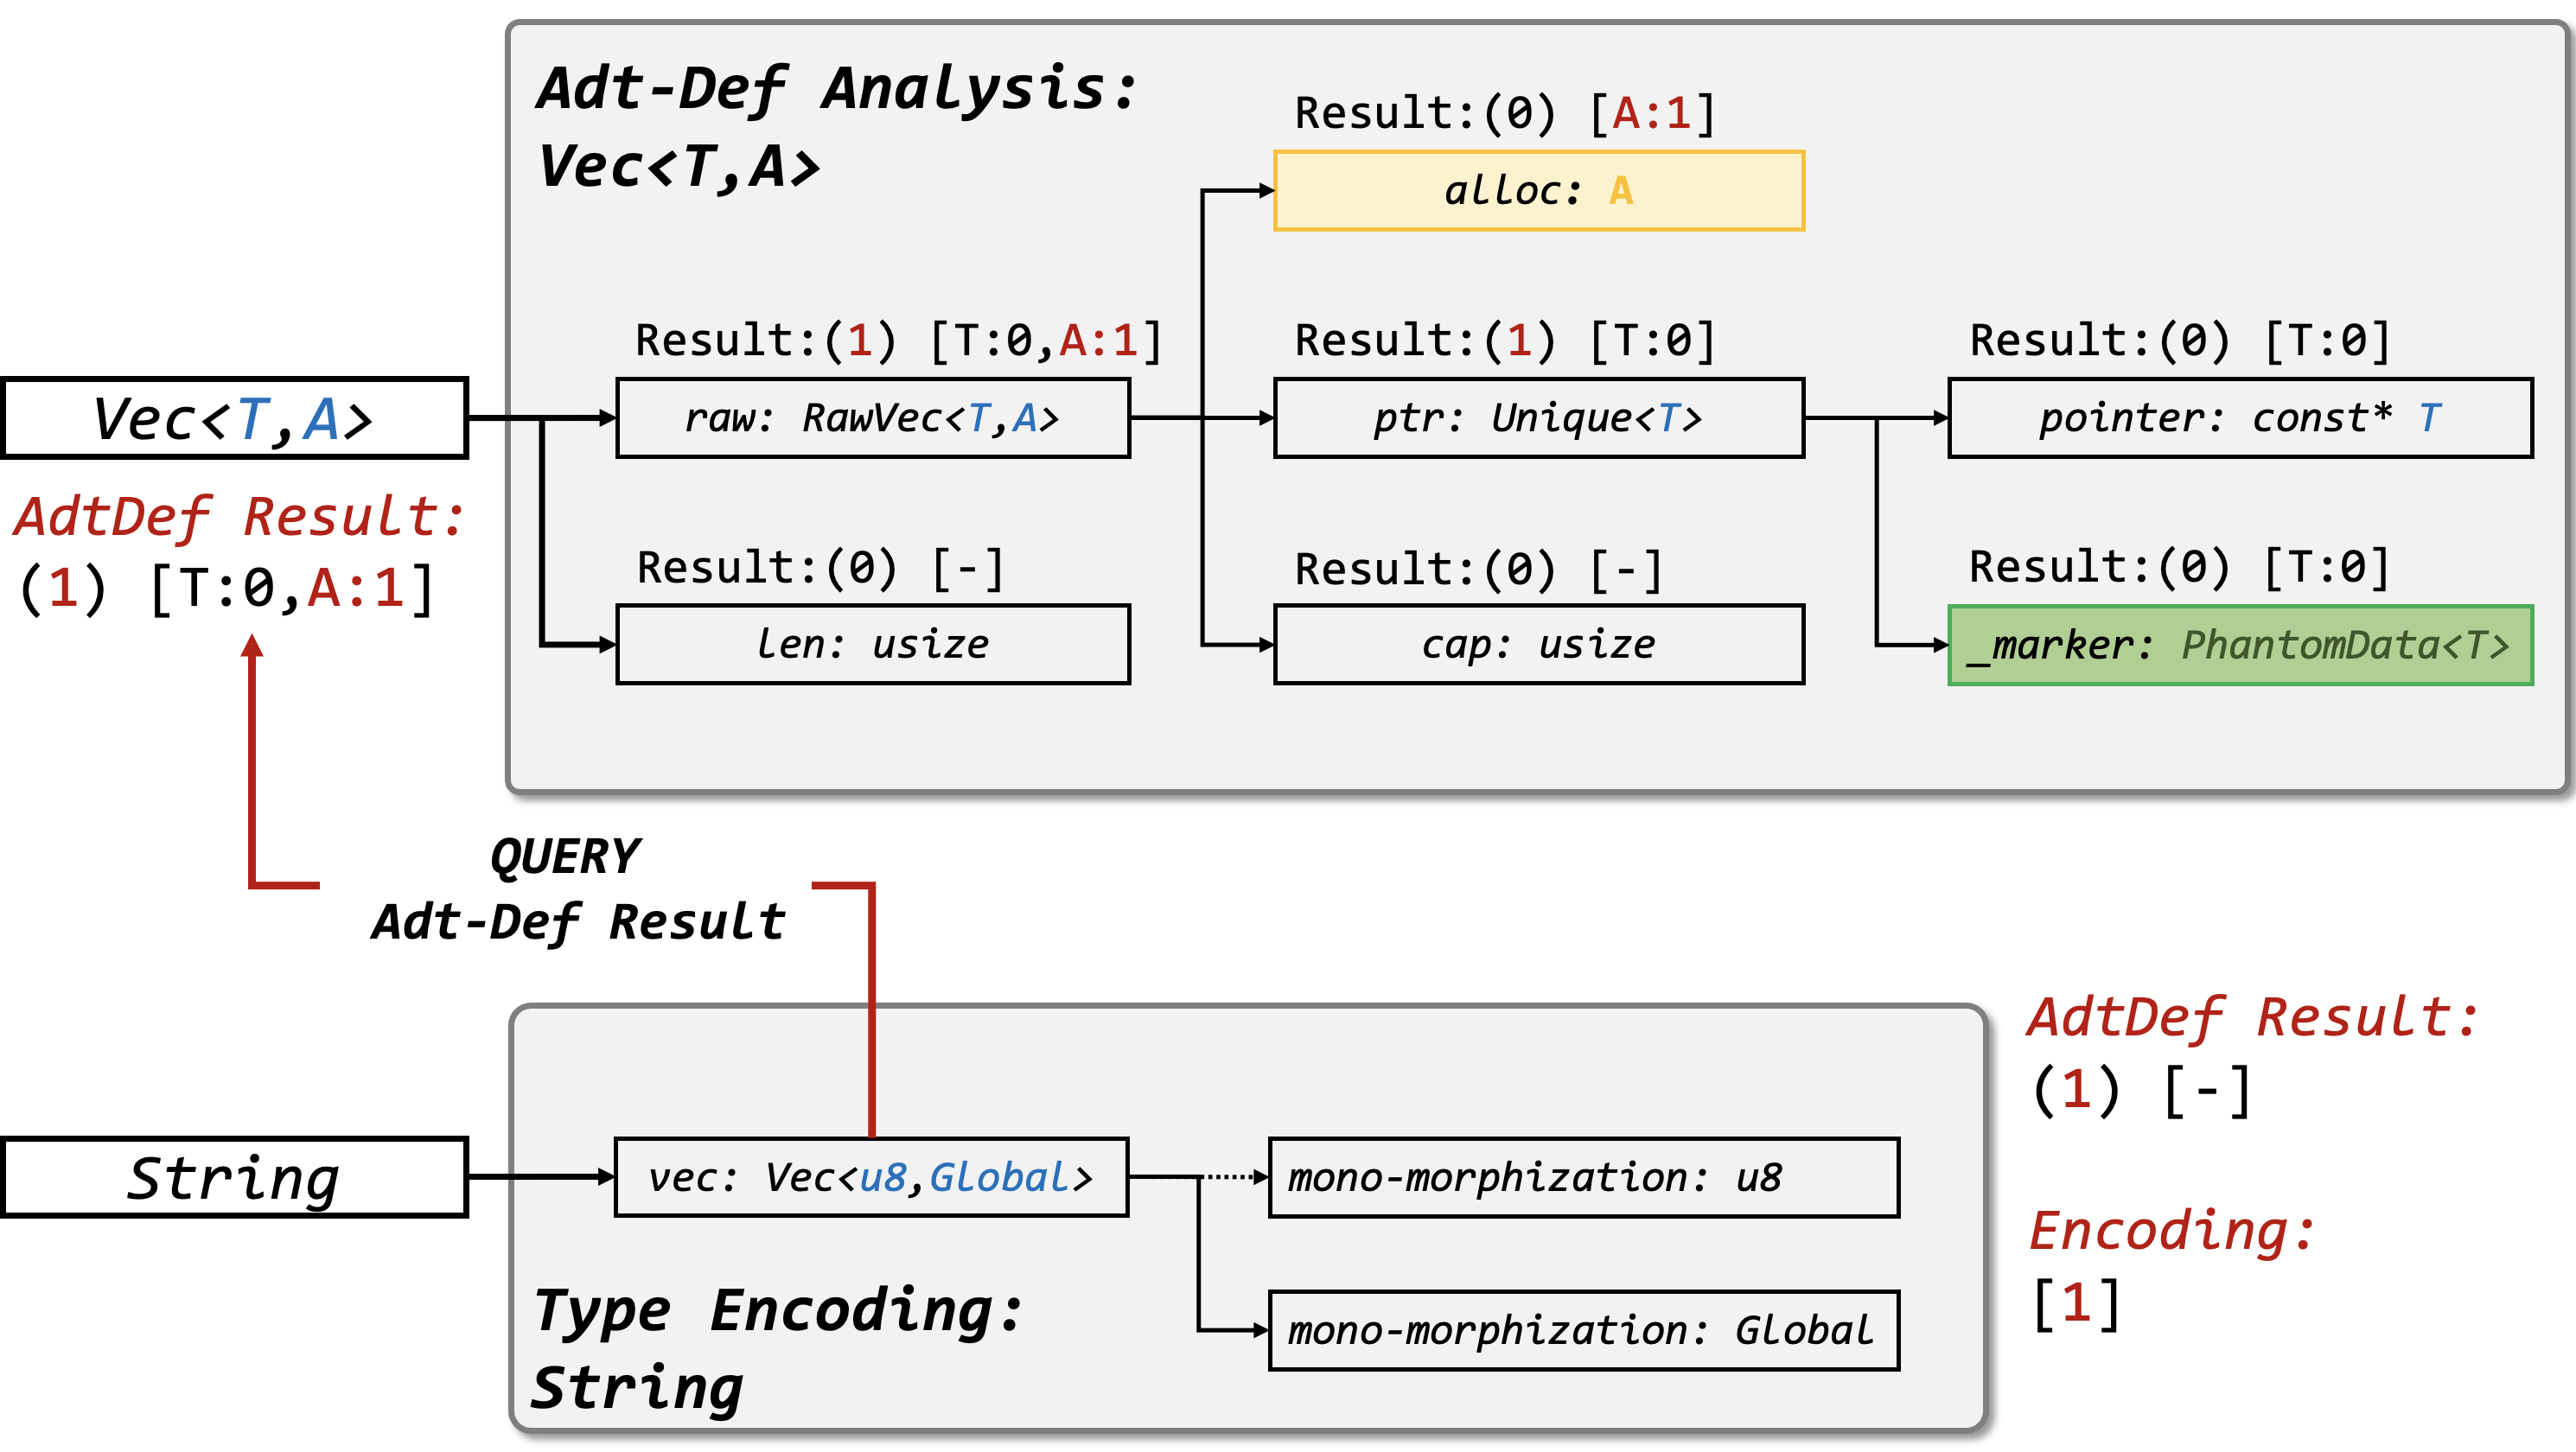 Adt-Def Analysis:
Vec<T,A>
Result:(0) [A:1]
alloc: A
Result:(1) [T:0,A:1]
Result:(1) [T:0]
Result:(0) [T:0]
Vec<T,A>
raw: RawVec<T,A>
ptr: Unique<T>
pointer: const* T
AdtDef Result:
(1) [T:0,A:1]
Result:(0) [-]
Result:(0) [-]
Result:(0) [T:0]
len: usize
cap: usize
_marker: PhantomData<T>
QUERY
Adt-Def Result
String
vec: Vec<u8,Global>
mono-morphization: u8
mono-morphization: Global
Type Encoding:
String
AdtDef Result:
(1) [-]
Encoding:
[1]